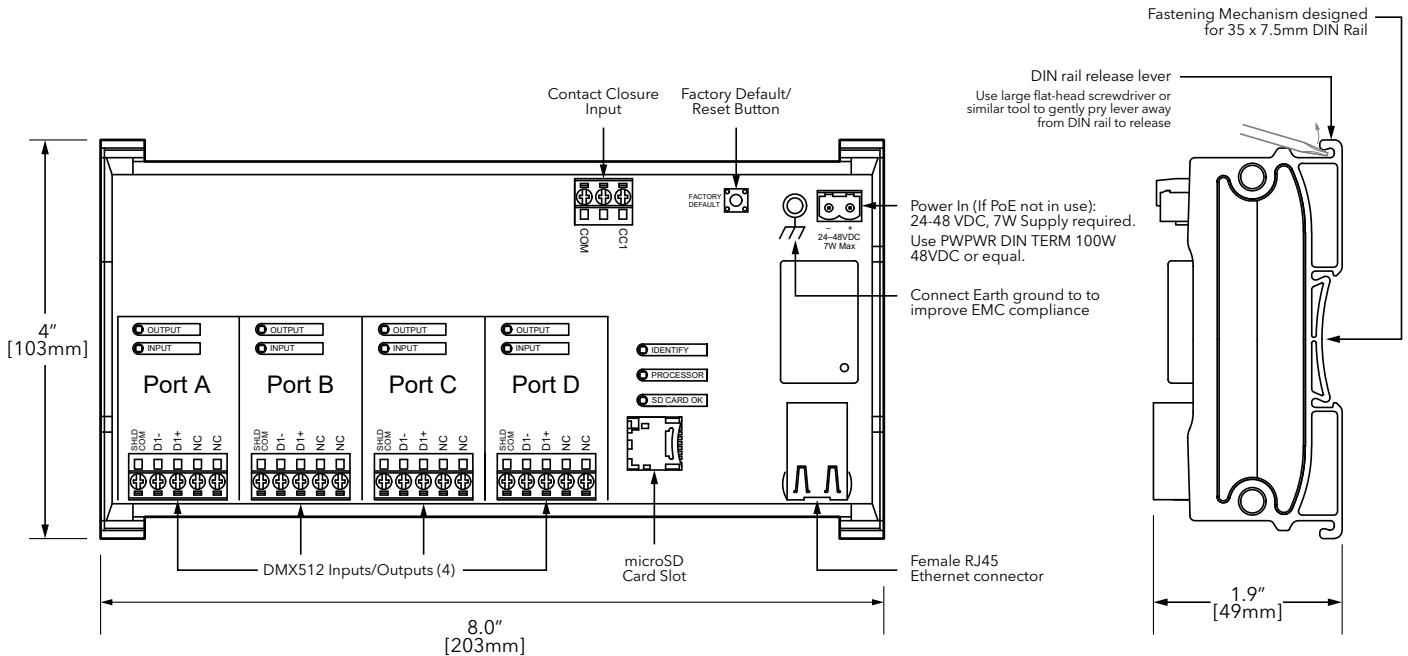 Fastening Mechanism designed
for 35 x 7.5mm DIN Rail
DIN rail release lever
Use large flat-head screwdriver or
similar tool to gently pry lever away
from DIN rail to release
Contact Closure
Input
Factory Default/
Reset Button
FACTORY
DEFAULT
COM
CC1
– +
24–48VDC
7W Max
Power In (If PoE not in use):
24-48 VDC, 7W Supply required.
Use PWPWR DIN TERM 100W
48VDC or equal.
Connect Earth ground to to
improve EMC compliance
4”
[103mm]
OUTPUT
INPUT
Port A
SHLD
COM
D1-
D1+
NC
NC
OUTPUT
INPUT
Port B
SHLD
COM
D1-
D1+
NC
NC
OUTPUT
INPUT
Port C
SHLD
COM
D1-
D1+
NC
NC
OUTPUT
INPUT
Port D
SHLD
COM
D1-
D1+
NC
NC
IDENTIFY
PROCESSOR
SD CARD OK
DMX512 Inputs/Outputs (4)
microSD
Card Slot
Female RJ45
Ethernet connector
8.0”
[203mm]
1.9”
[49mm]